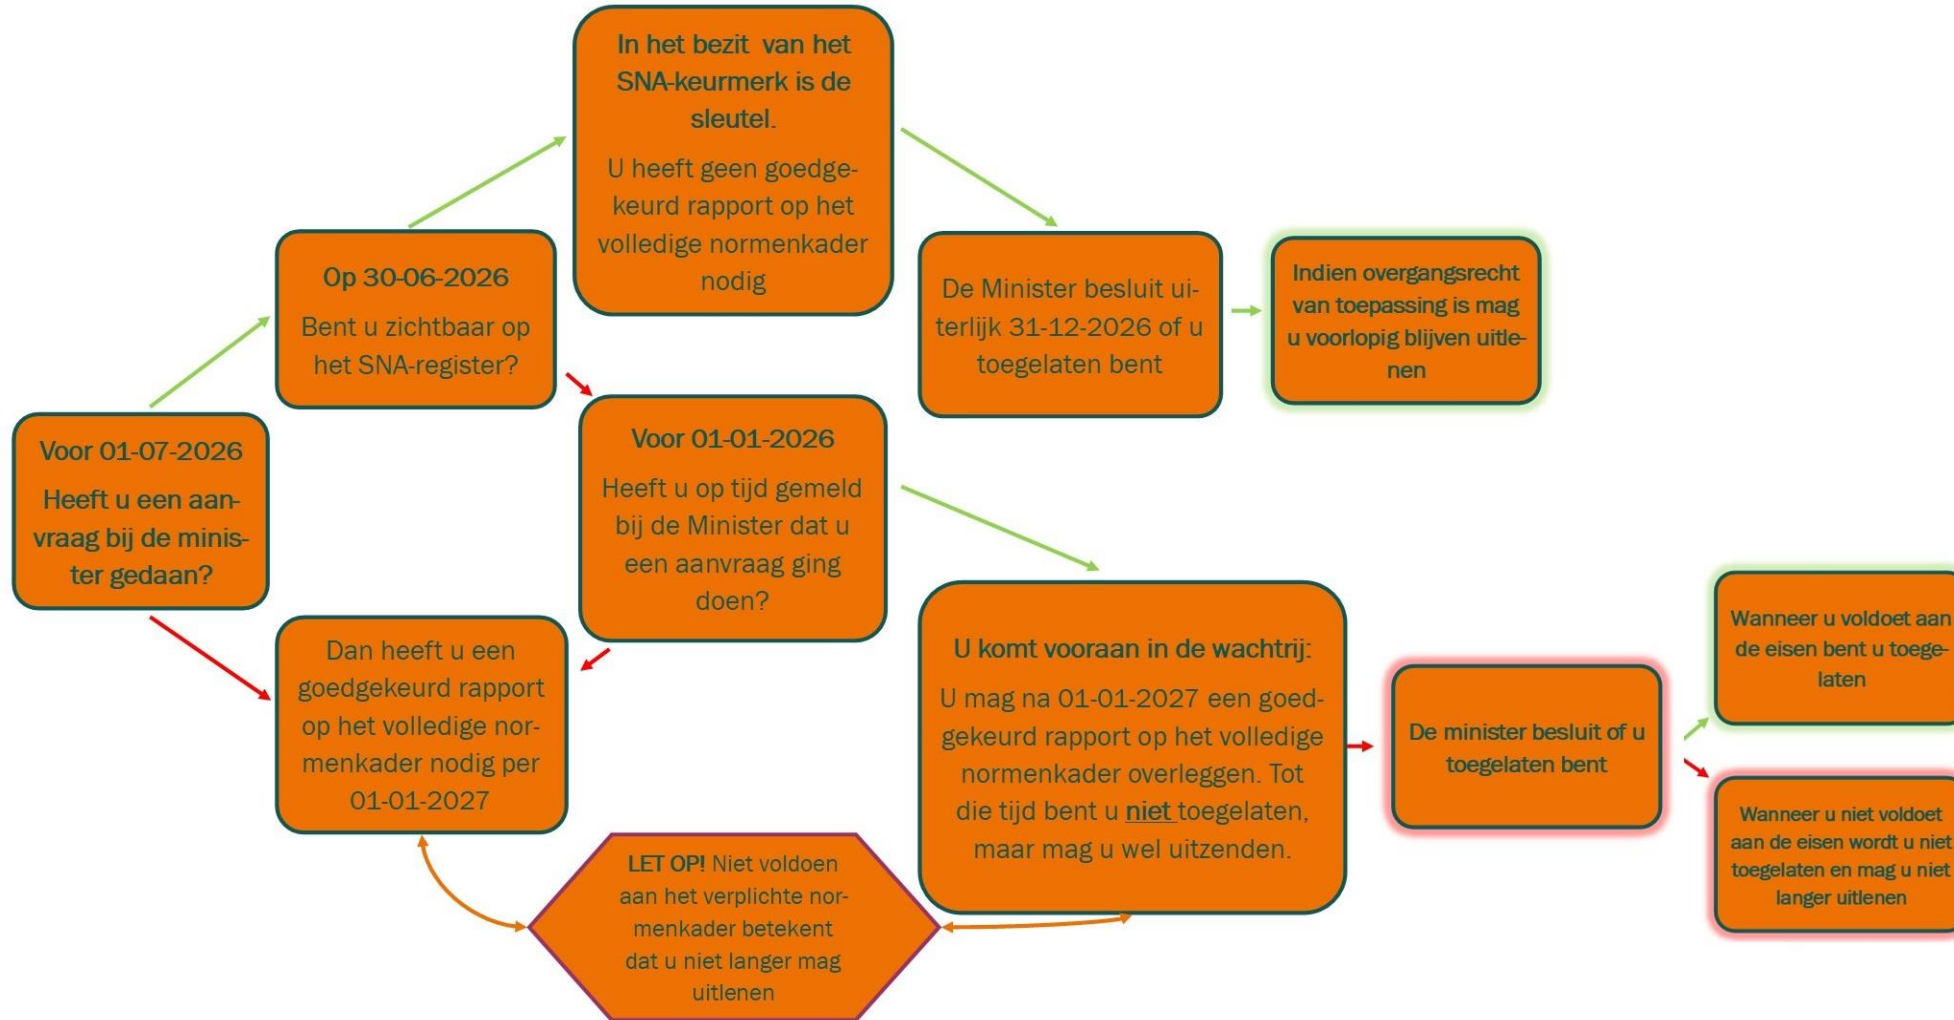 In het bezit van het
SNA-keurmerk is de
sleutel.
U heeft geen goedge-
keurd rapport op het
volledige normenkader
nodig
Op 30-06-2026
Bent u zichtbaar op
het SNA-register?
De Minister besluit ui-
terlijk 31-12-2026 of u
toegelaten bent
Indien overgangsrecht
van toepassing is mag
u voorlopig blijven uitle-
nen
Voor 01-07-2026
Heeft u een aan-
vraag bij de minis-
ter gedaan?
Voor 01-01-2026
Heeft u op tijd gemeld
bij de Minister dat u
een aanvraag ging
doen?
Dan heeft u een
goedgekeurd rapport
op het volledige nor-
menkader nodig per
01-01-2027
U komt vooraan in de wachtrij:
U mag na 01-01-2027 een goed-
gekeurd rapport op het volledige
normenkader overleggen. Tot
die tijd bent u niet toegelaten,
maar mag u wel uitzenden.
De minister besluit of u
toegelaten bent
Wanneer u voldoet aan
de eisen bent u toege-
laten
Wanneer u niet voldoet
aan de eisen wordt u niet
toegelaten en mag u niet
langer uitlenen
LET OP! Niet voldoen
aan het verplichte nor-
menkader betekent
dat u niet langer mag
uitlenen